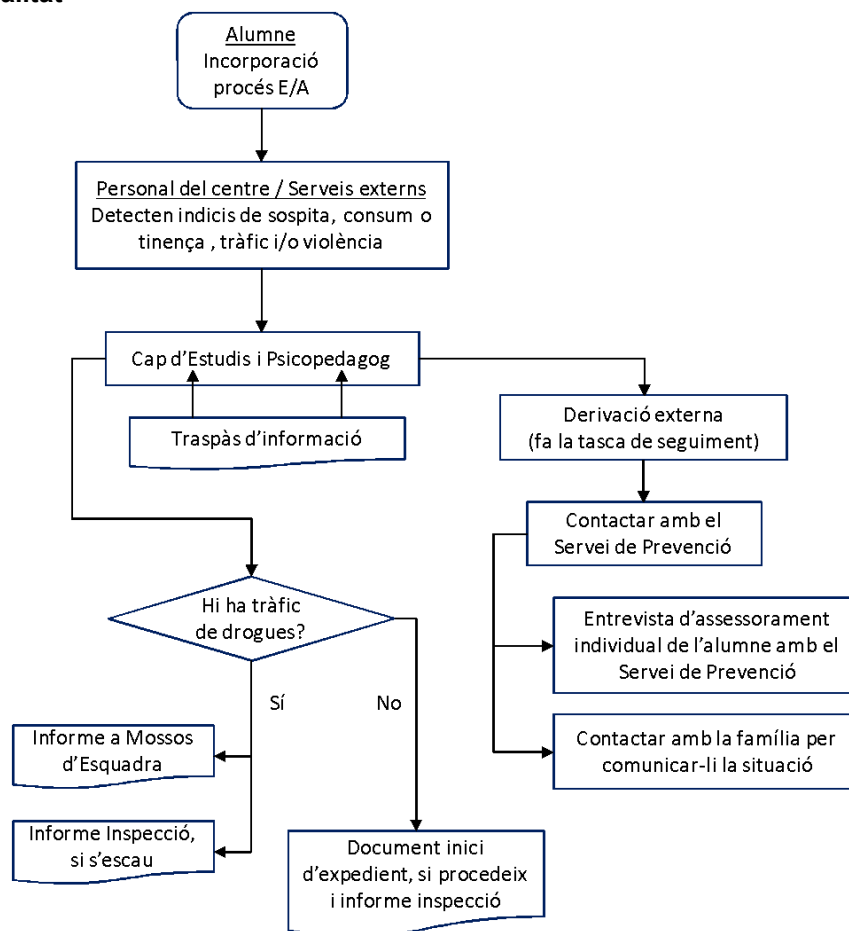 Alumne
Incorporació
procés E/A
Personal del centre / Serveis externs
Detecten indicis de sospita, consum o
tinença , tràfic i/o violència
Cap d’Estudis i Psicopedagog
Traspàs d’informació
Derivació externa
(fa la tasca de seguiment)
Contactar amb el
Servei de Prevenció
Hi ha tràfic
de drogues?
Entrevista d’assessorament
individual de l’alumne amb el
Servei de Prevenció
Sí
No
Informe a Mossos
d’Esquadra
Contactar amb la família per
comunicar-li la situació
Informe Inspecció,
si s’escau
Document inici
d’expedient, si procedeix
i informe inspecció